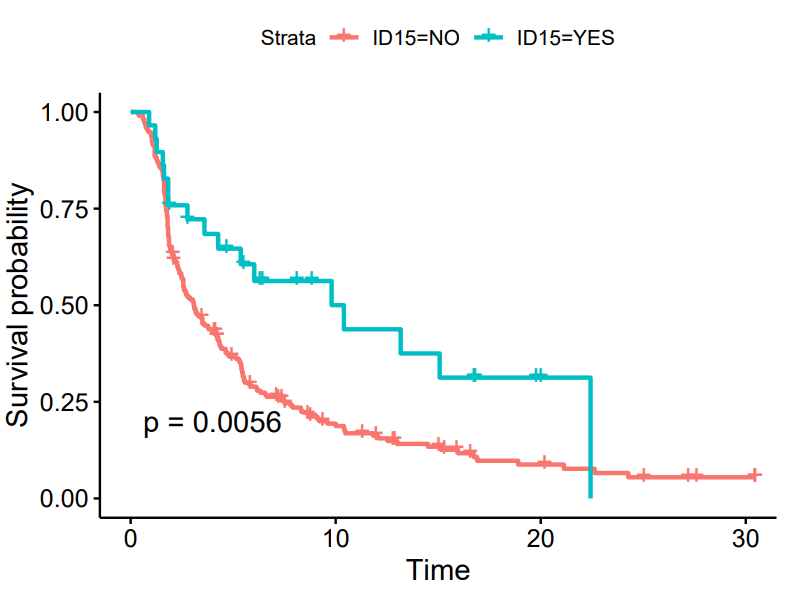 Strata ID15=NO ID15=YES
Survival probability
1.00
0.75
0.50
0.25
0.00
p = 0.0056
0 10 20 30
Time